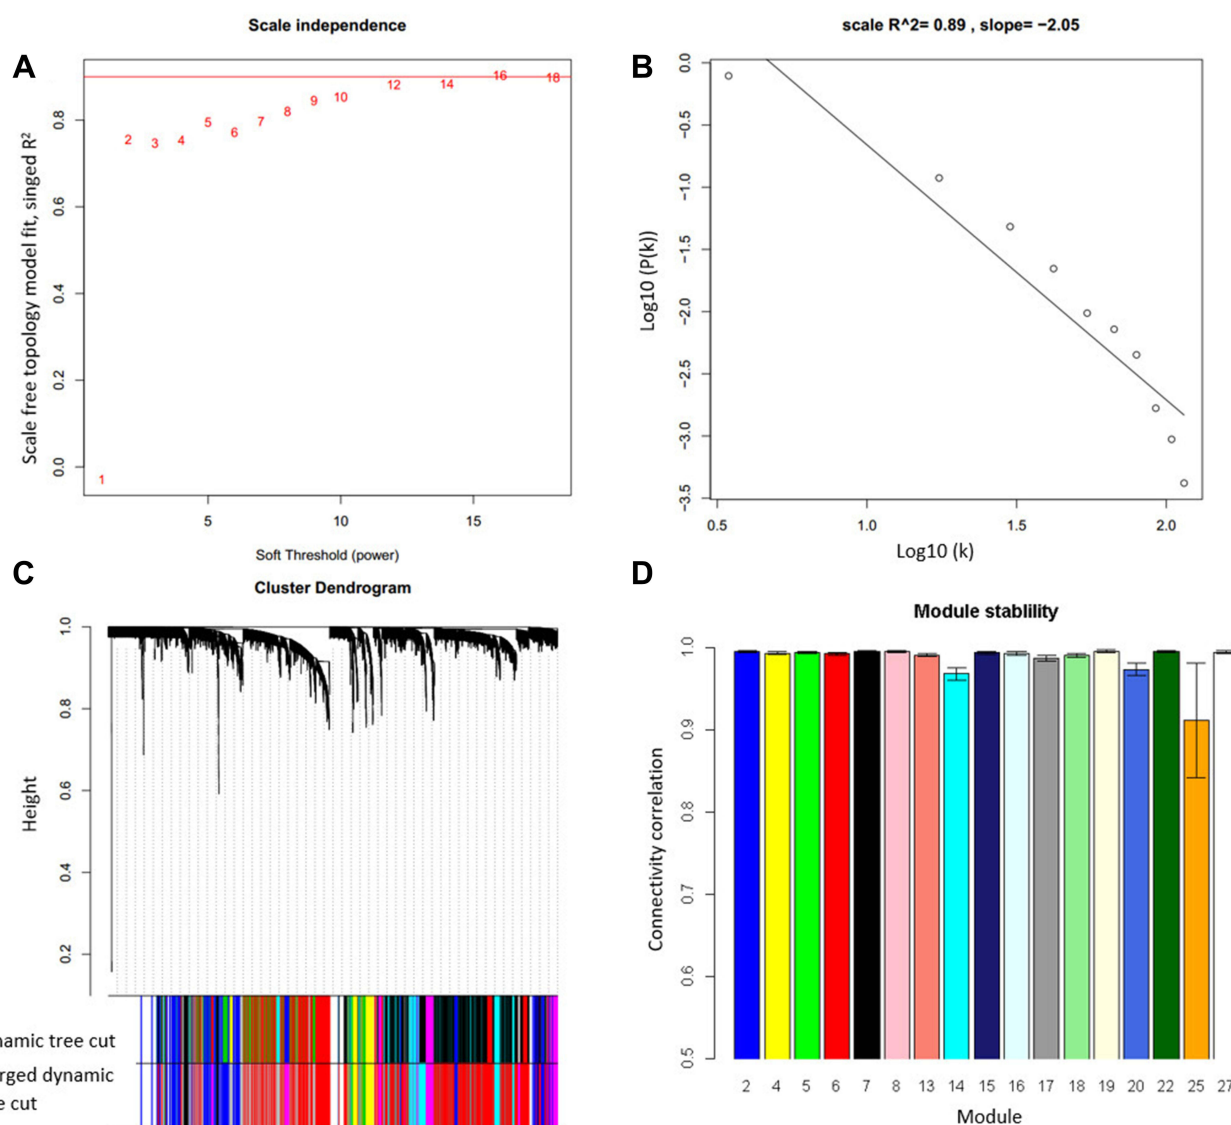 Scale independence
A
Scale free topology model fit, singed R²
0.0
0.2
0.4
0.6
0.8
1
2
3
4
5
6
7
8
9
10
12
14
16
18
5
10
15
Soft Threshold (power)
scale R^2= 0.89 , slope= −2.05
B
Log10 (P(k))
0.0
−0.5
−1.0
−1.5
−2.0
−2.5
−3.0
−3.5
0.5
1.0
1.5
2.0
Log10 (k)
C
Cluster Dendrogram
Height
1.0
0.8
0.6
0.4
0.2
namic tree cut
rged dynamic
e cut
D
Module stablility
Connectivity correlation
1.0
0.9
0.8
0.7
0.6
0.5
2 4 5 6 7 8 13 14 15 16 17 18 19 20 22 25 27
Module